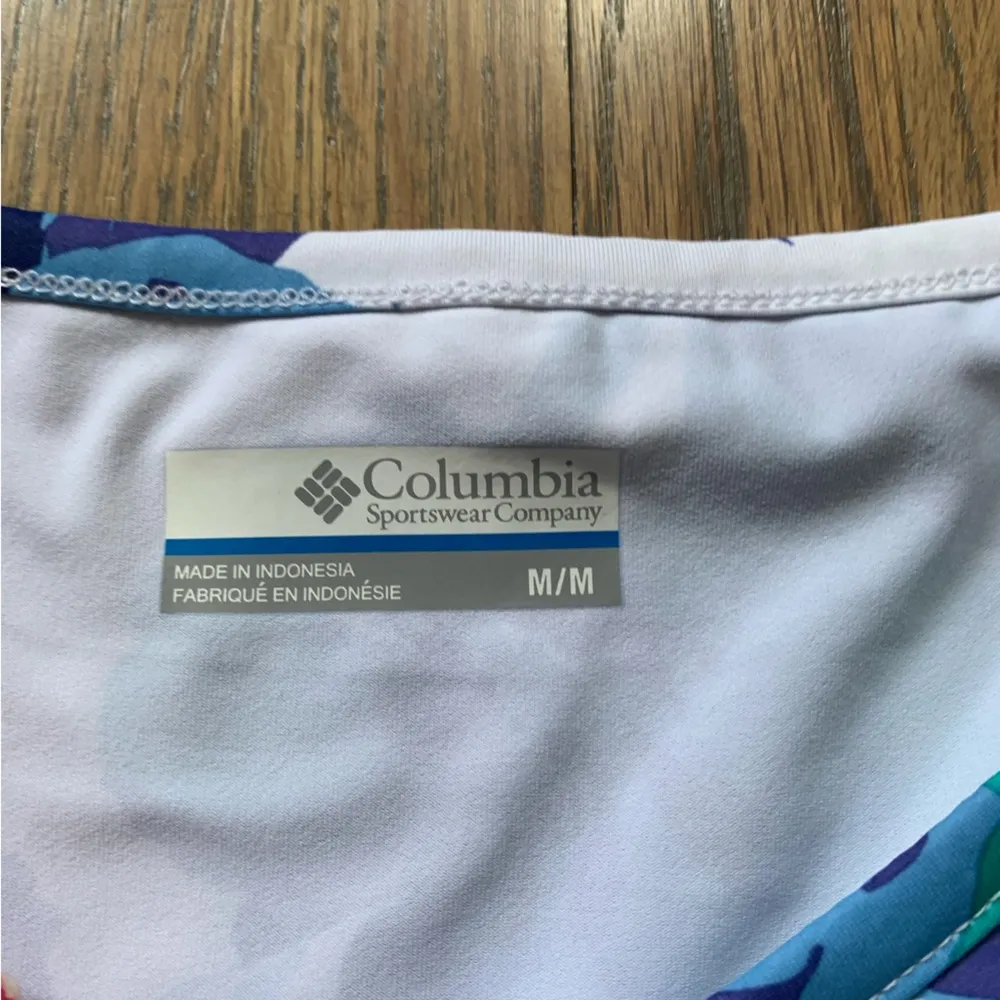 Columbia
Sportswear Company
MADE IN INDONESIA
FABRIQUÉ EN INDONÉSIE
M/M